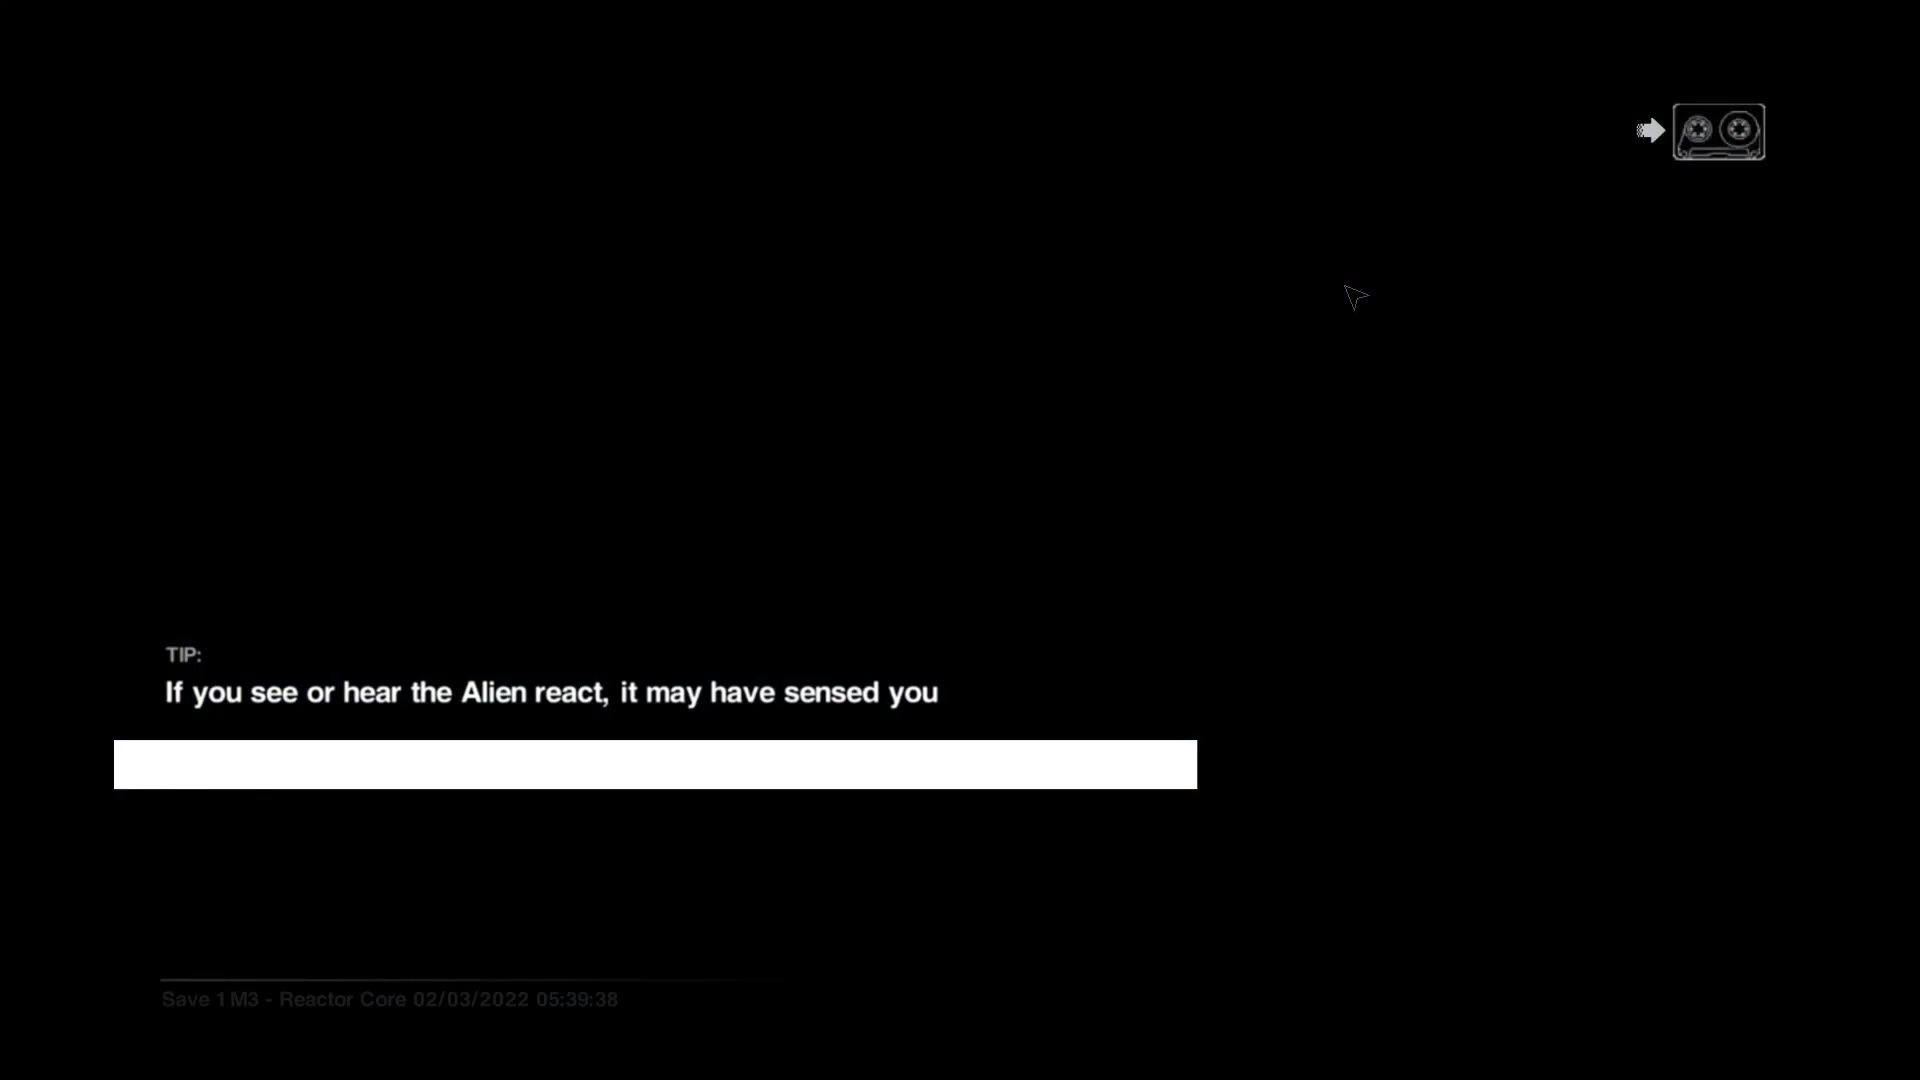 TIP:
If you see or hear the Alien react, it may have sensed you
Save 1 M3 - Reactor Core 02/03/2022 05:39:38